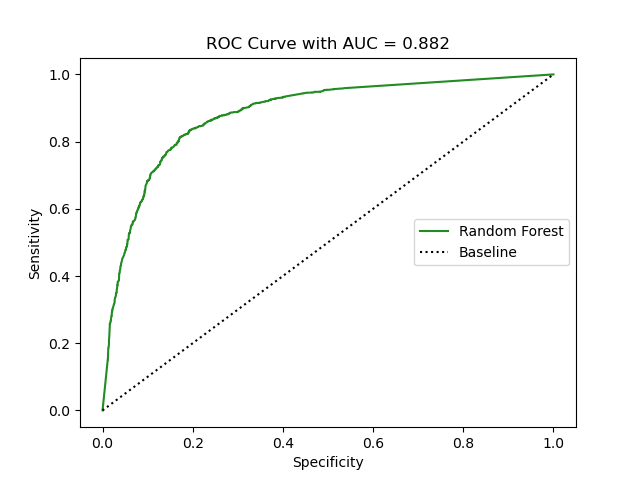 ROC Curve with AUC = 0.882
1.0
0.8
0.6
0.4
0.2
0.0
Sensitivity
Random Forest
Baseline
0.0 0.2 0.4 0.6 0.8 1.0
Specificity